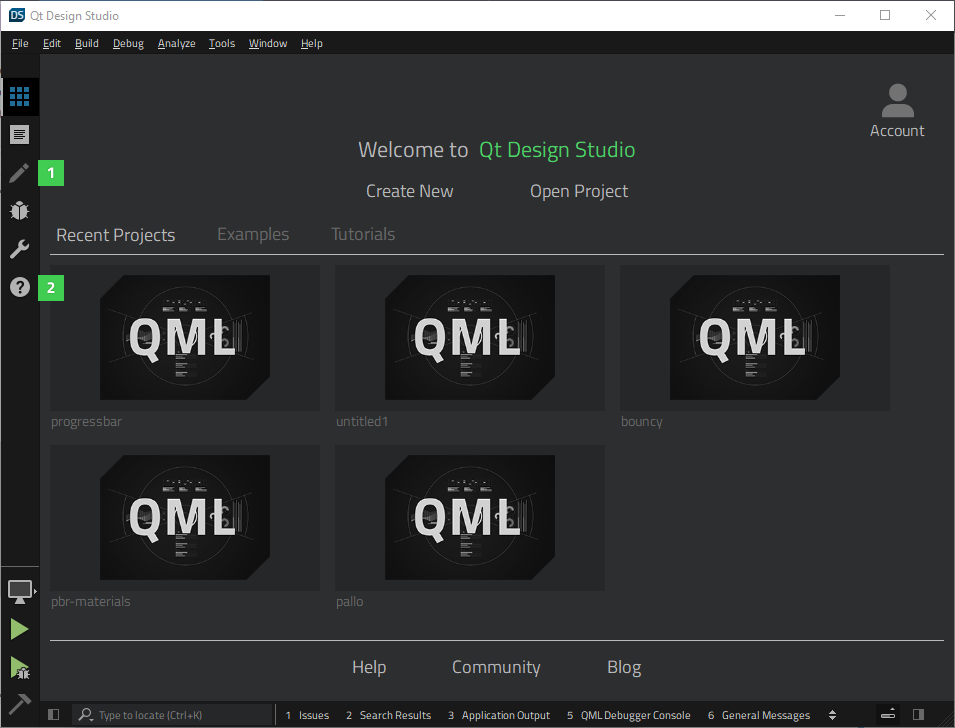 DS Qt Design Studio
File Edit Build Debug Analyze Tools Window Help
Account
Welcome to Qt Design Studio
Create New Open Project
1
Recent Projects Examples Tutorials
? 2
QML QML QML
progressbar untitled1 bouncy
QML QML
pbr-materials pallo
Help Community Blog
Type to locate (Ctrl+K) 1 Issues 2 Search Results 3 Application Output 5 QML Debugger Console 6 General Messages